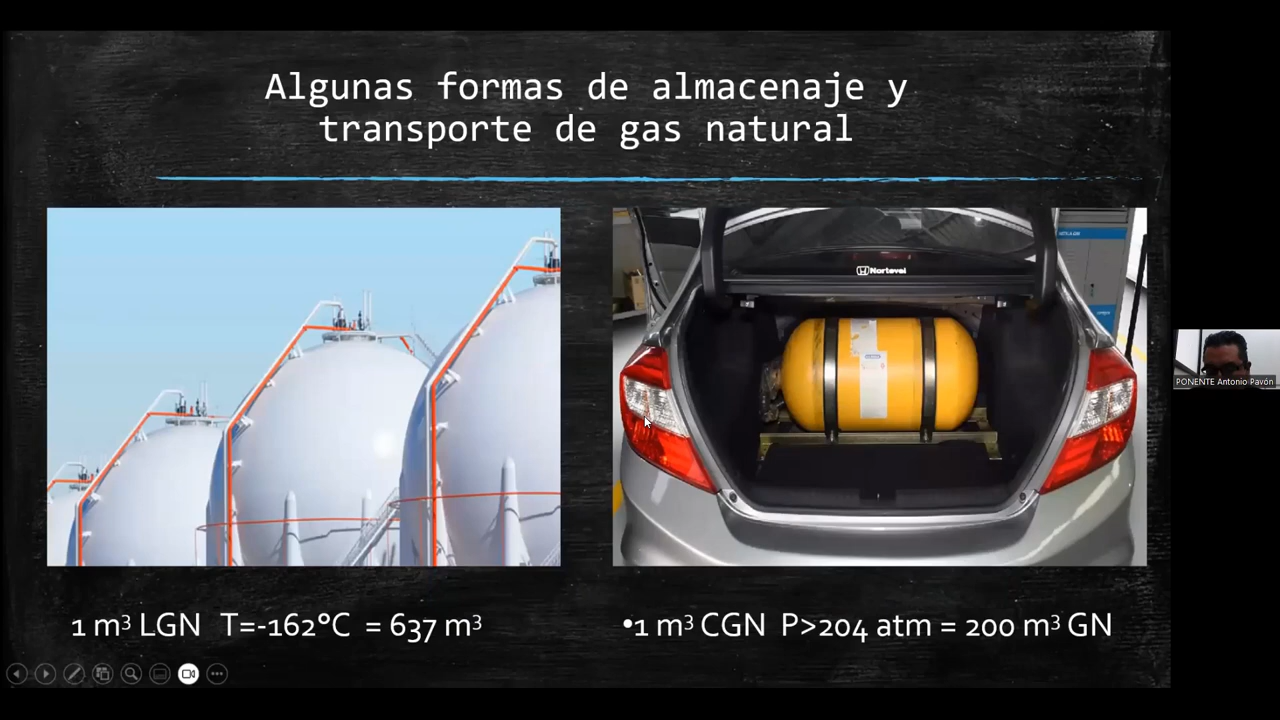 Algunas formas de almacenaje y
transporte de gas natural
Nortevel
1 m³ LGN T=-162°C = 637 m³
•1 m³ CGN P>204 atm = 200 m³ GN
PONENTE Antonio Pavón